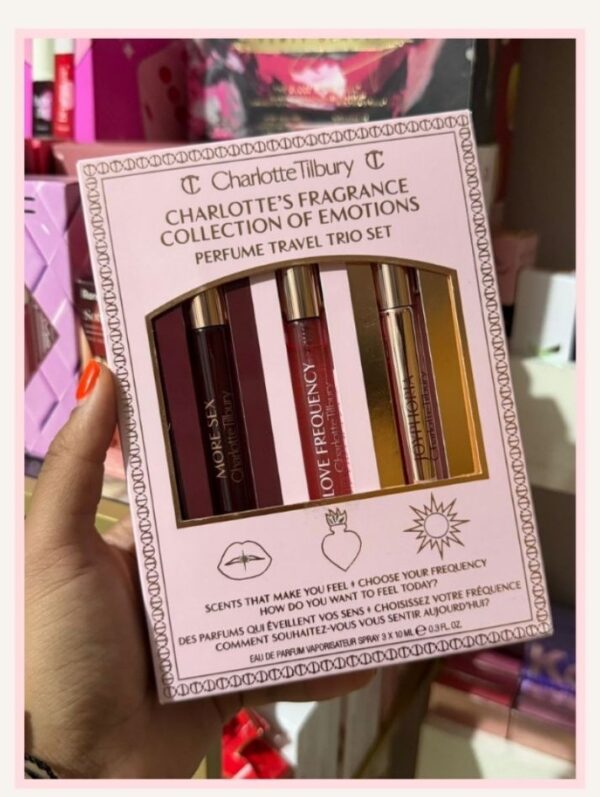 CT Charlotte Tilbury CT
CHARLOTTE'S FRAGRANCE
COLLECTION OF EMOTIONS
PERFUME TRAVEL TRIO SET
MORE SEX
Charlotte Tilbury
LOVE FREQUENCY
Charlotte Tilbury
JOYPHORIA
Charlotte Tilbury
SCENTS THAT MAKE YOU FEEL CHOOSE YOUR FREQUENCY
HOW DO YOU WANT TO FEEL TODAY?
DES PARFUMS QUI ÉVEILLENT VOS SENS CHOISISSEZ VOTRE FRÉQUENCE
COMMENT SOUHAITEZ-VOUS VOUS SENTIR AUJOURD'HUI?
EAU DE PARFUM VAPORISATEUR SPRAY 3 X 10 ML ℮ 0.3 FL. OZ.